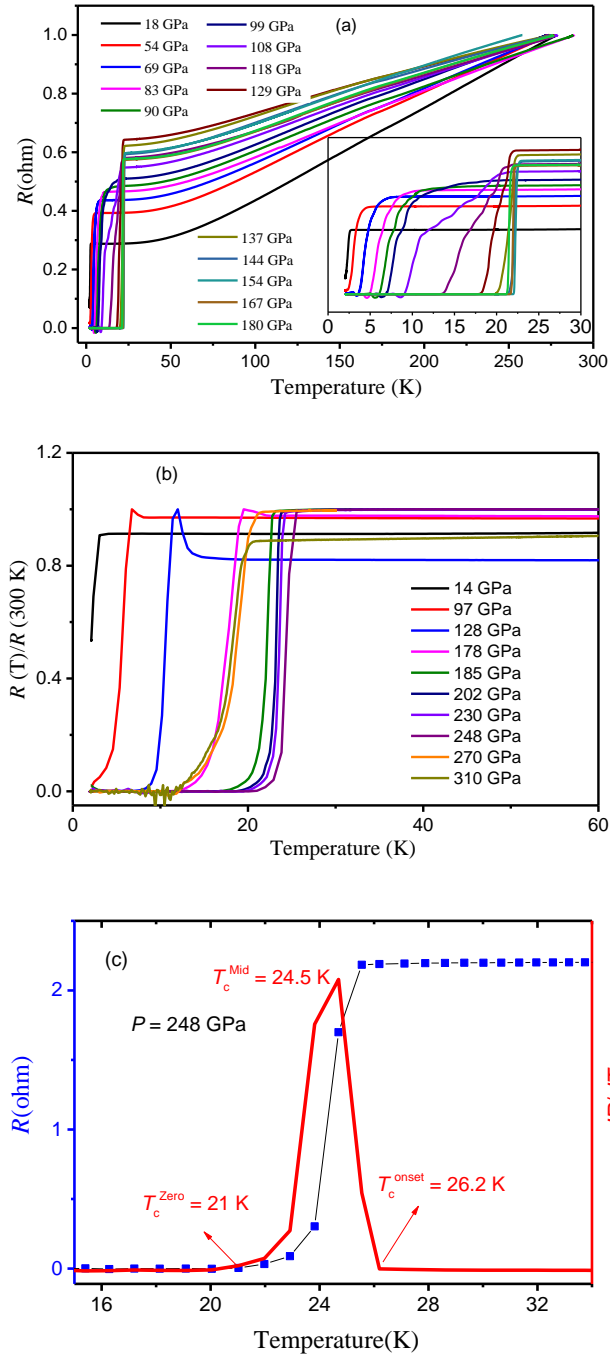 (a)
18 GPa
54 GPa
69 GPa
83 GPa
90 GPa
99 GPa
108 GPa
118 GPa
129 GPa
137 GPa
144 GPa
154 GPa
167 GPa
180 GPa
R(ohm)
1.0
0.8
0.6
0.4
0.2
0.0
0 5 10 15 20 25 30
0 50 100 150 200 250 300
Temperature (K)
(b)
R (T)/R (300 K)
1.2
0.8
0.4
0.0
14 GPa
97 GPa
128 GPa
178 GPa
185 GPa
202 GPa
230 GPa
248 GPa
270 GPa
310 GPa
0 20 40 60
Temperature (K)
(c)
R(ohm)
2
1
0
Tc^Mid = 24.5 K
P = 248 GPa
Tc^Zero = 21 K
Tc^onset = 26.2 K
16 20 24 28 32
Temperature(K)